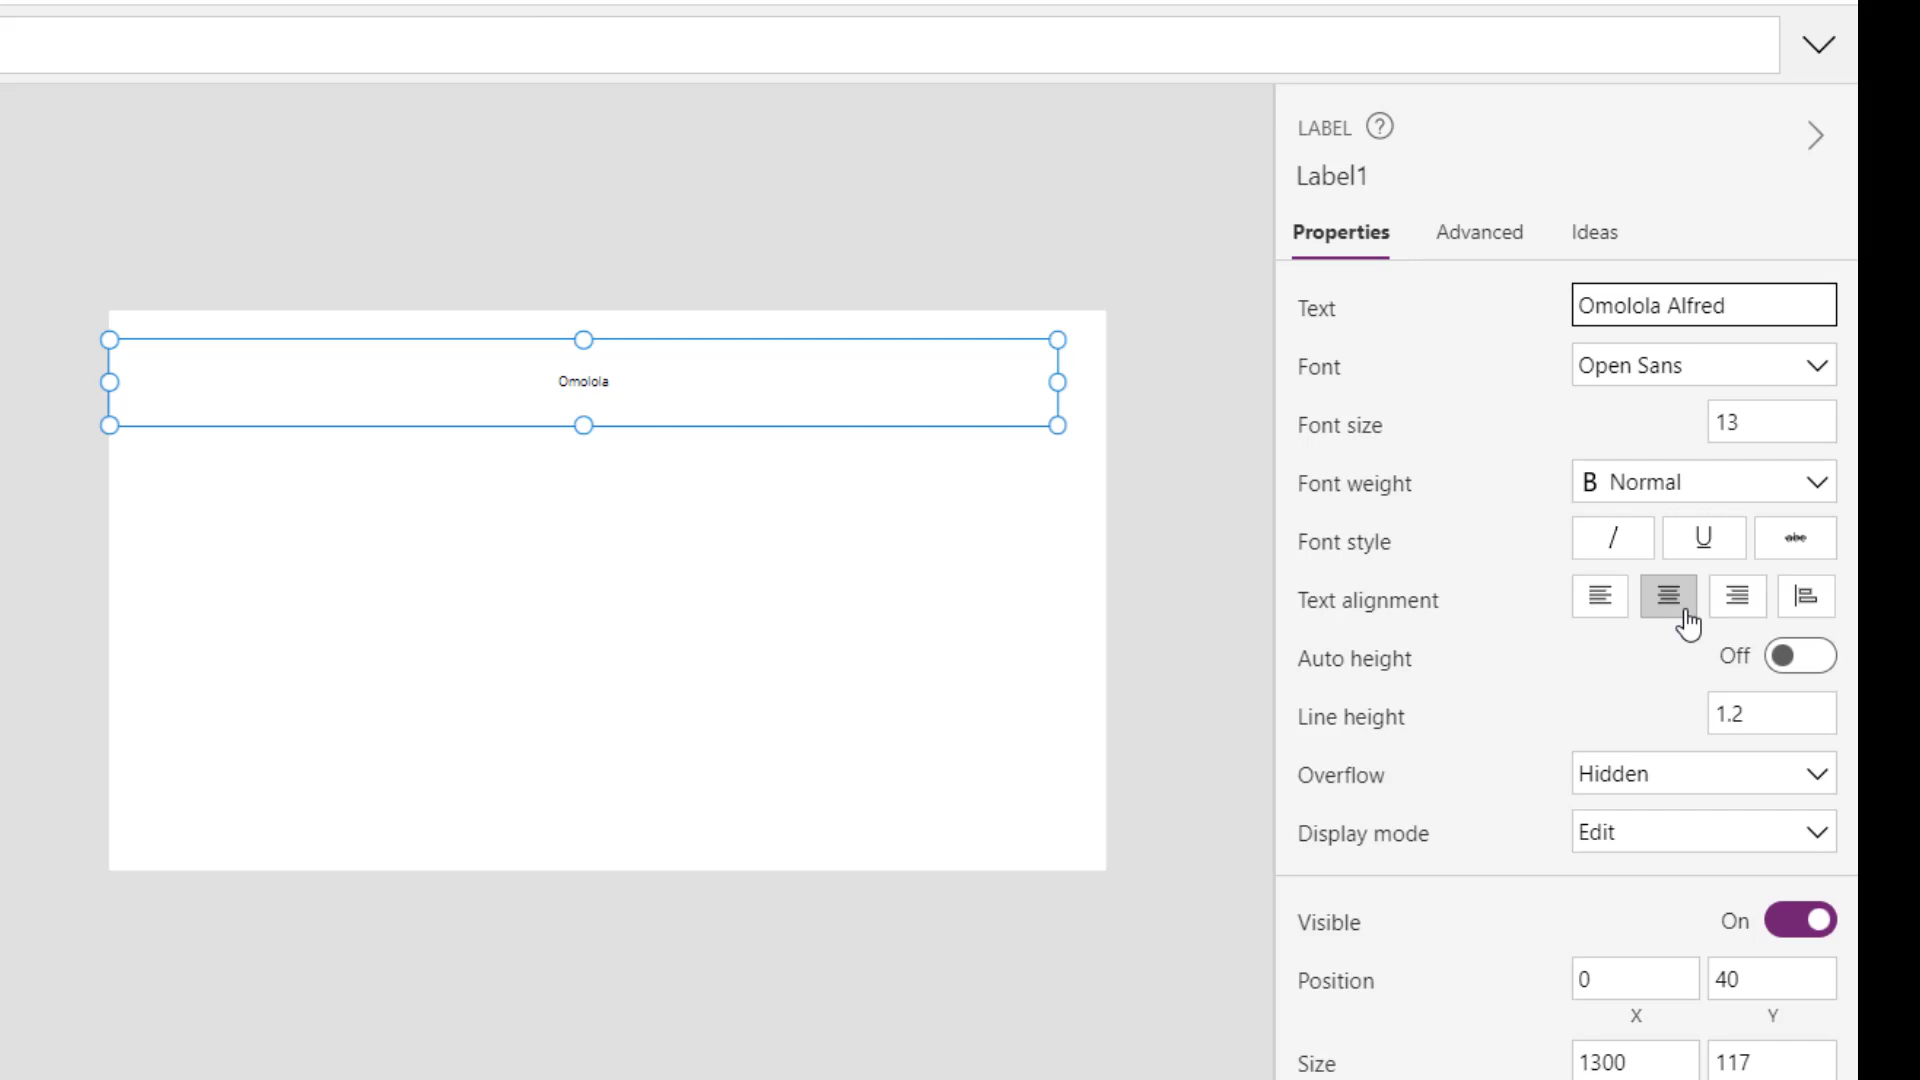 LABEL ?
Label1
Properties Advanced Ideas
Text Omolola Alfred
Omolola
Font Open Sans
Font size 13
Font weight B Normal
Font style / U abc
Text alignment
Auto height Off
Line height 1.2
Overflow Hidden
Display mode Edit
Visible On
Position 0 40
X Y
Size 1300 117